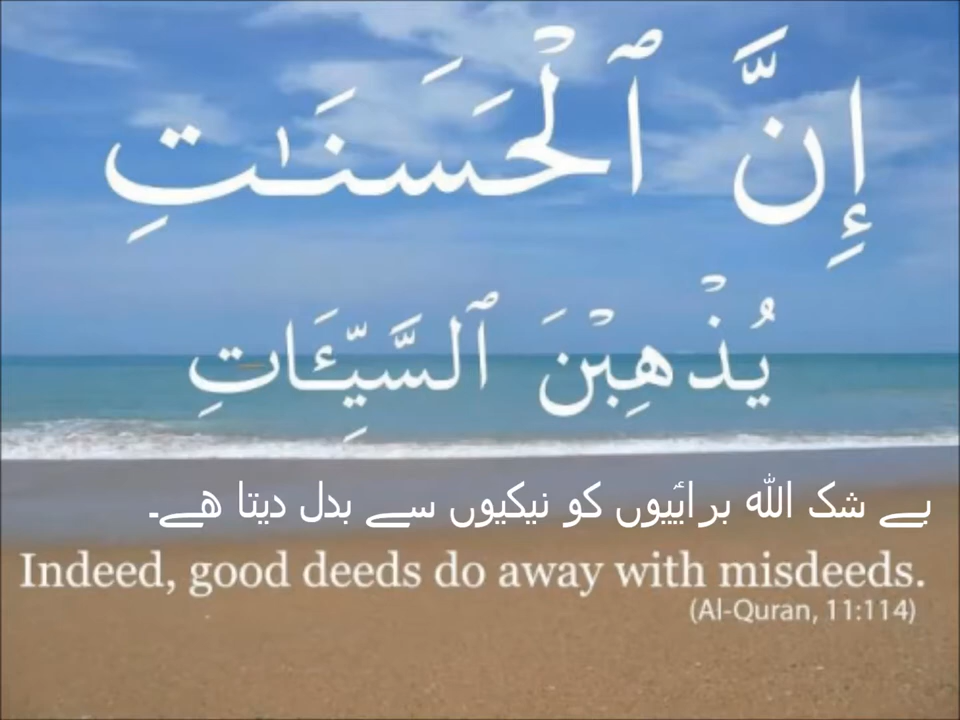 إِنَّ ٱلْحَسَنَـٰتِ
يُذْهِبْنَ ٱلسَّيِّـَٔاتِ
بے شک اللہ برائیوں کو نیکیوں سے بدل دیتا ھے۔
Indeed, good deeds do away with misdeeds.
(Al-Quran, 11:114)